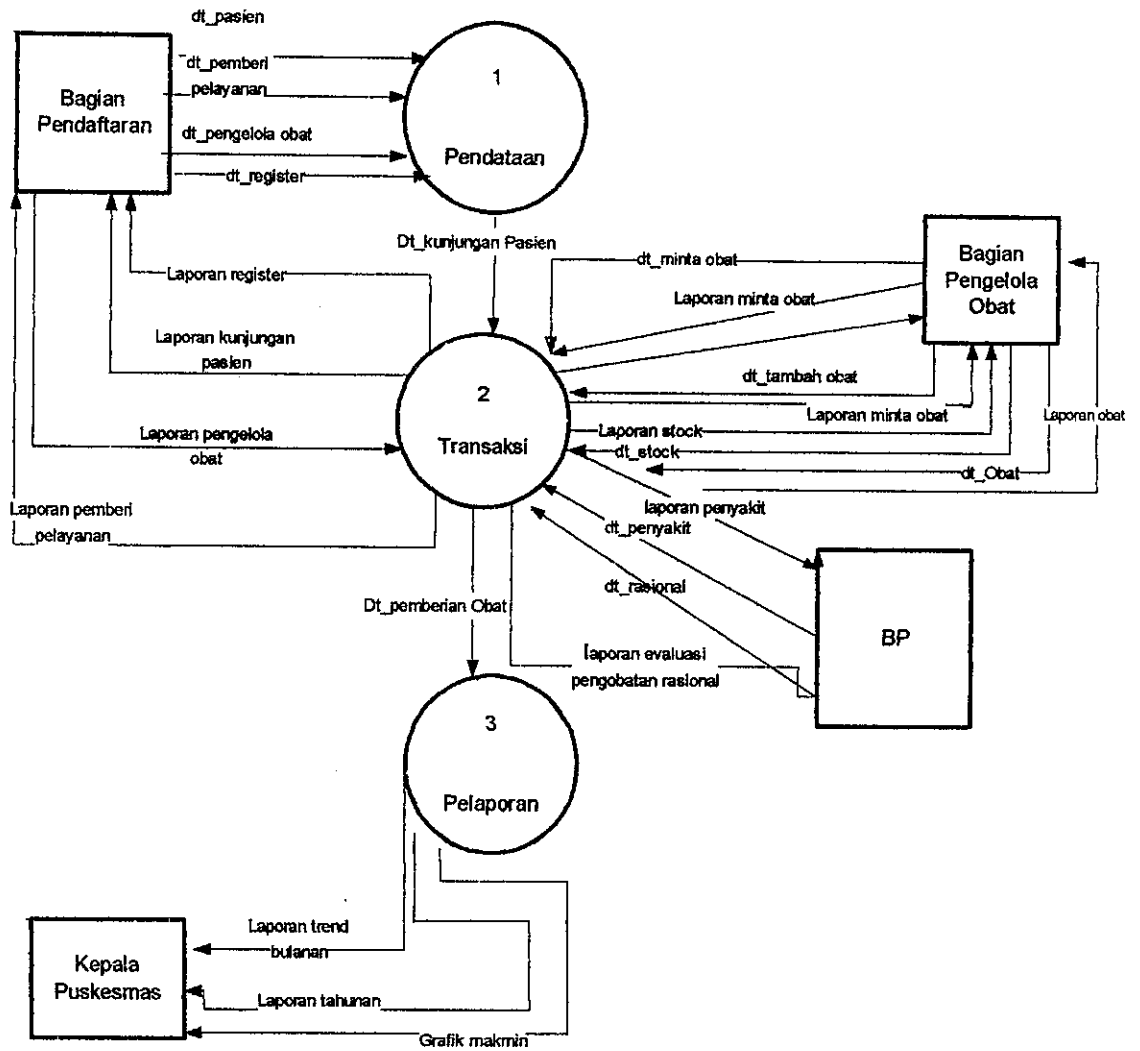 dt_pasien
dt_pemberi
pelayanan
dt_pengelola obat
dt_register
Bagian
Pendaftaran
1
Pendataan
Dt_kunjungan Pasien
Laporan register
Laporan kunjungan
pasien
Laporan pengelola
obat
Laporan pemberi
pelayanan
2
Transaksi
dt_minta obat
Laporan minta obat
Bagian
Pengelola
Obat
dt_tambah obat
Laporan minta obat
Laporan obat
Laporan stock
dt_stock
dt_Obat
laporan penyakit
dt_penyakit
dt_rasional
BP
Dt_pemberian Obat
laporan evaluasi
pengobatan rasional
3
Pelaporan
Laporan trend
bulanan
Kepala
Puskesmas
Laporan tahunan
Grafik makmin